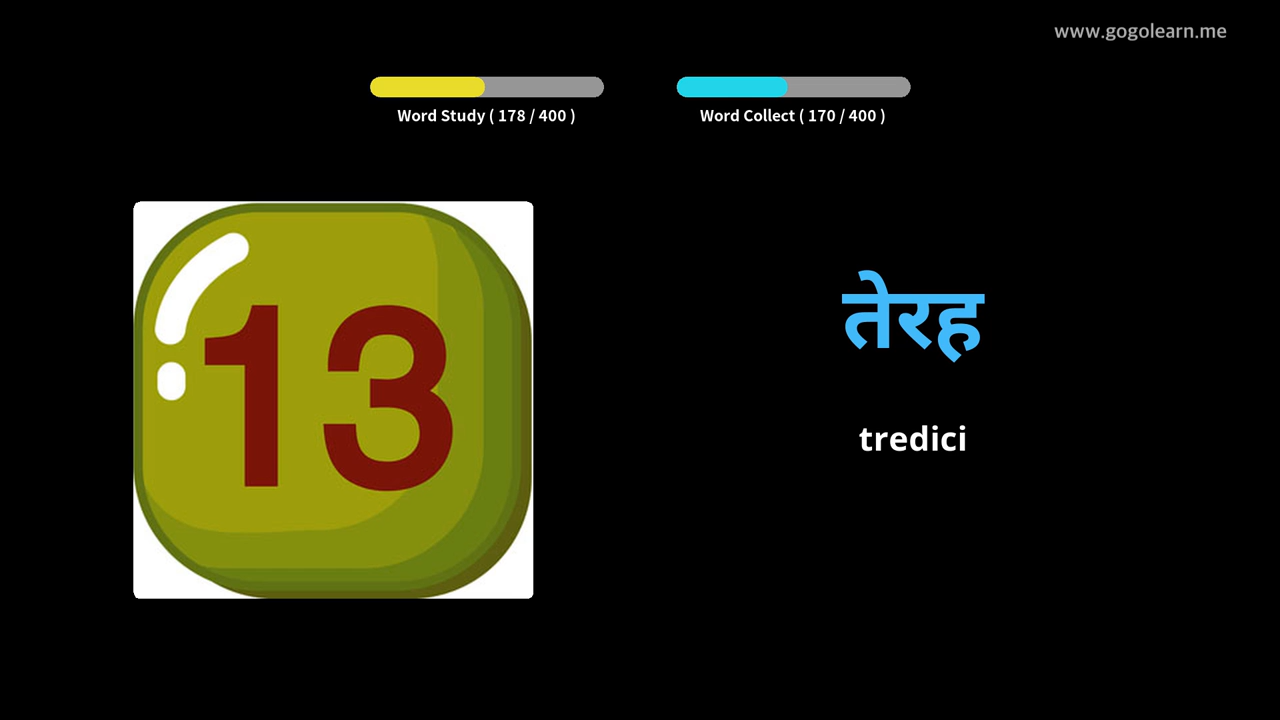 www.gogolearn.me
Word Study ( 178 / 400 )
Word Collect ( 170 / 400 )
13
तेरह
tredici